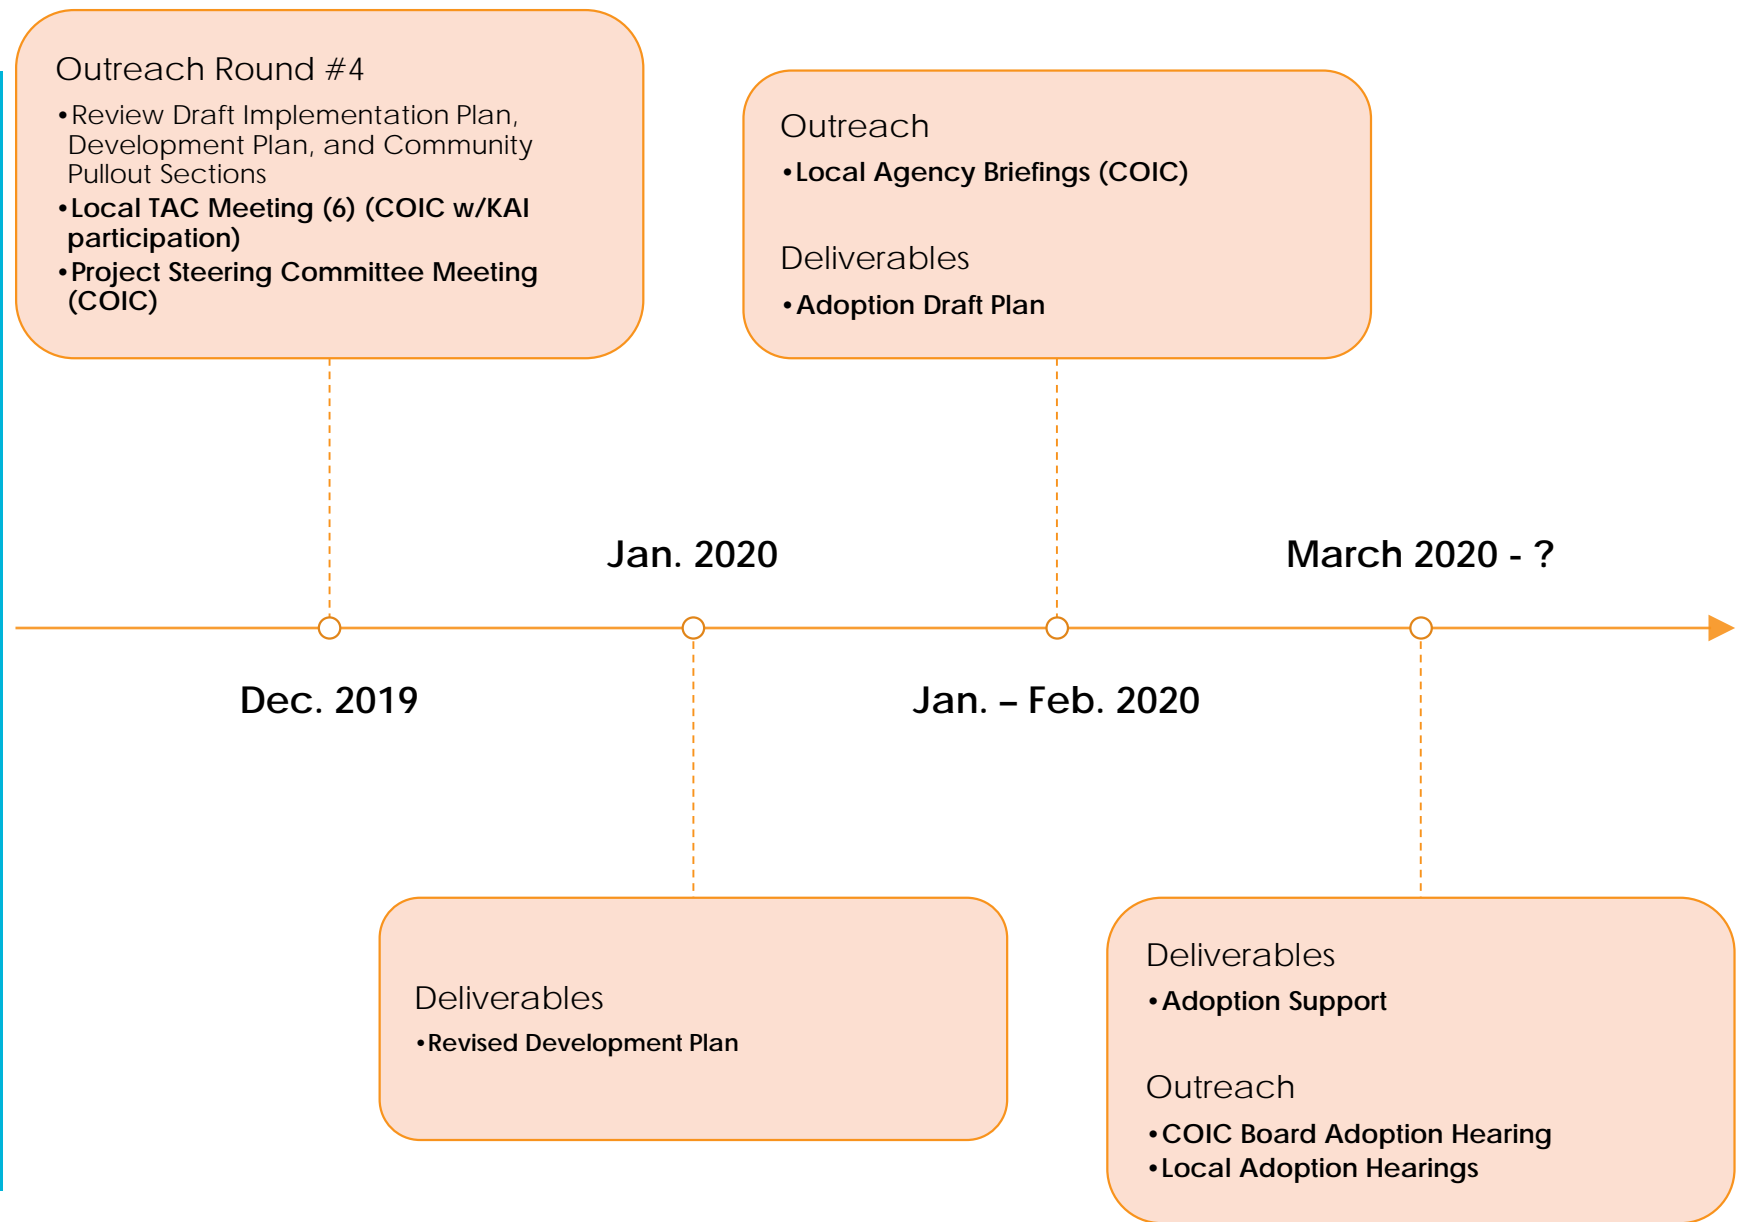 Outreach Round #4
•Review Draft Implementation Plan,
Development Plan, and Community
Pullout Sections
•Local TAC Meeting (6) (COIC w/KAI
participation)
•Project Steering Committee Meeting
(COIC)
Outreach
•Local Agency Briefings (COIC)
Deliverables
•Adoption Draft Plan
Jan. 2020
March 2020 - ?
Dec. 2019
Jan. – Feb. 2020
Deliverables
•Revised Development Plan
Deliverables
•Adoption Support
Outreach
•COIC Board Adoption Hearing
•Local Adoption Hearings